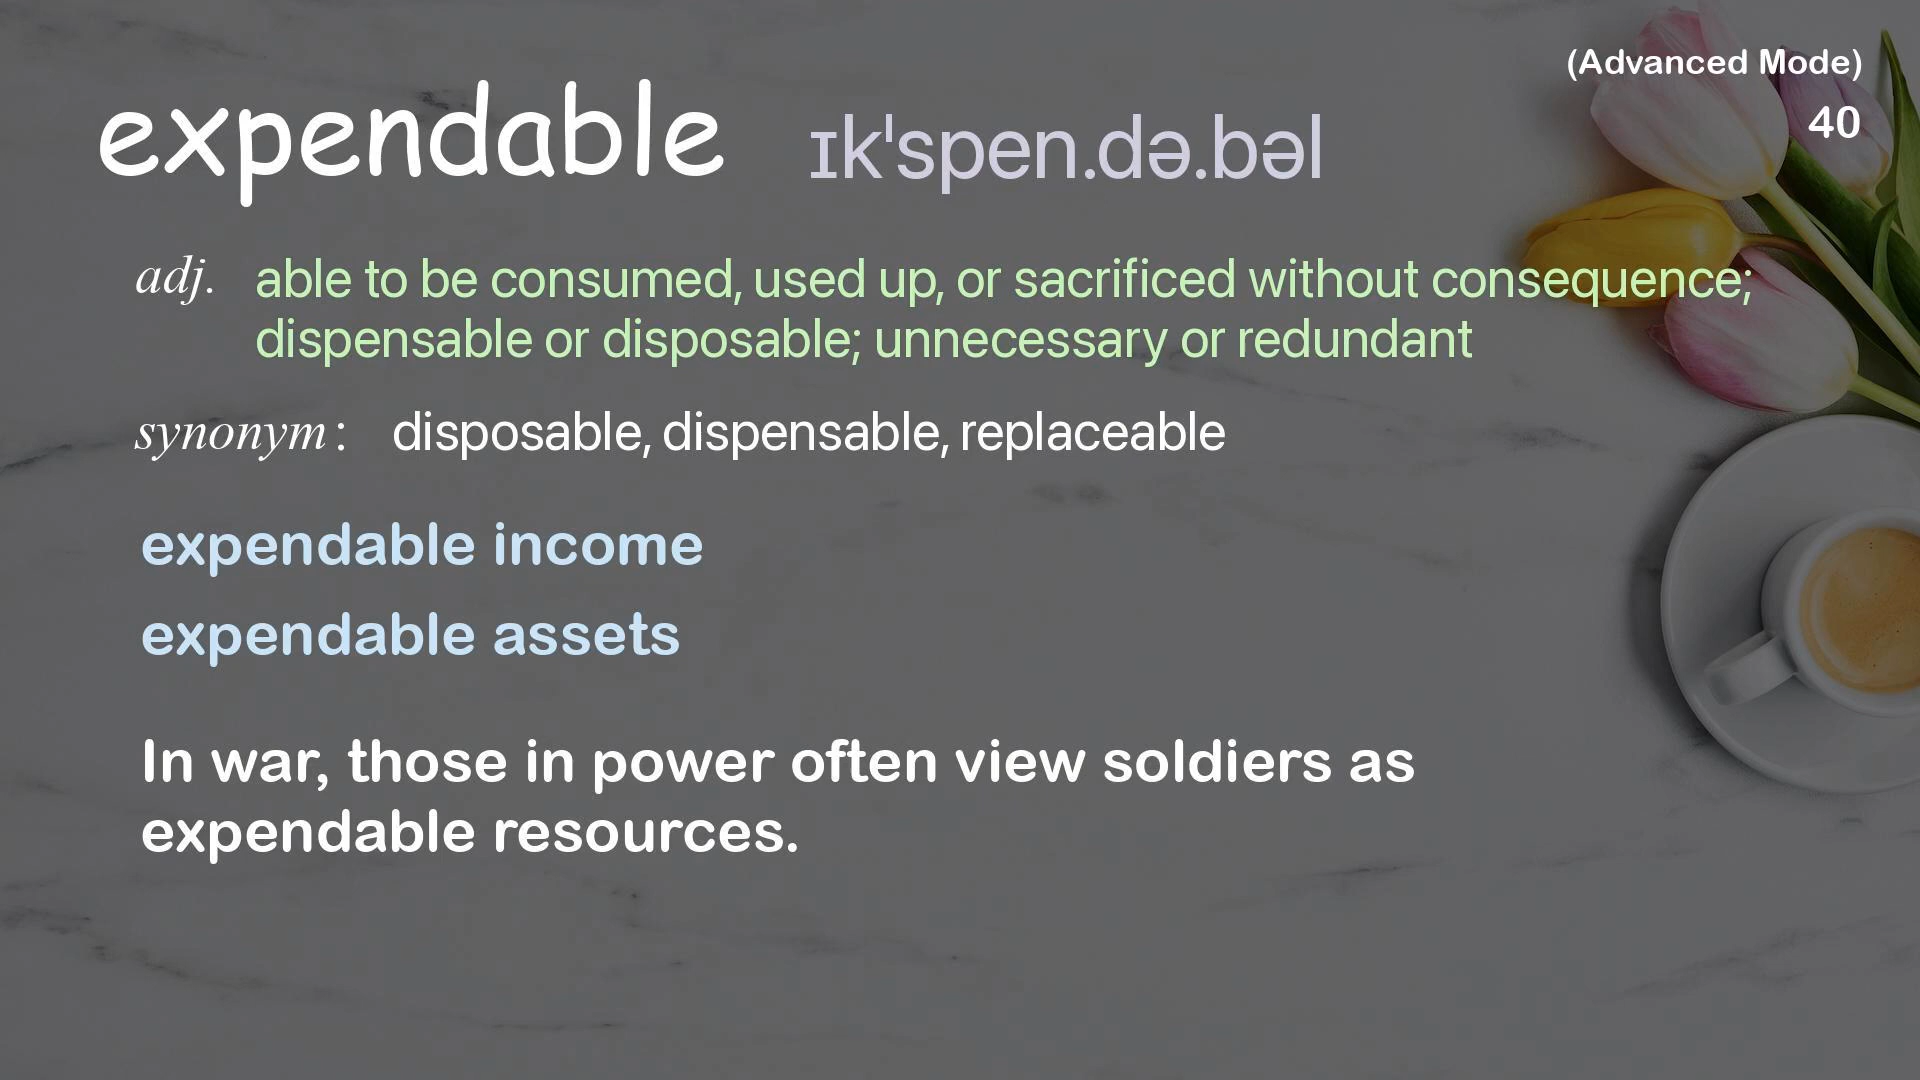 (Advanced Mode)
40
expendable ɪkˈspen.də.bəl
adj. able to be consumed, used up, or sacrificed without consequence;
dispensable or disposable; unnecessary or redundant
synonym: disposable, dispensable, replaceable
expendable income
expendable assets
In war, those in power often view soldiers as
expendable resources.